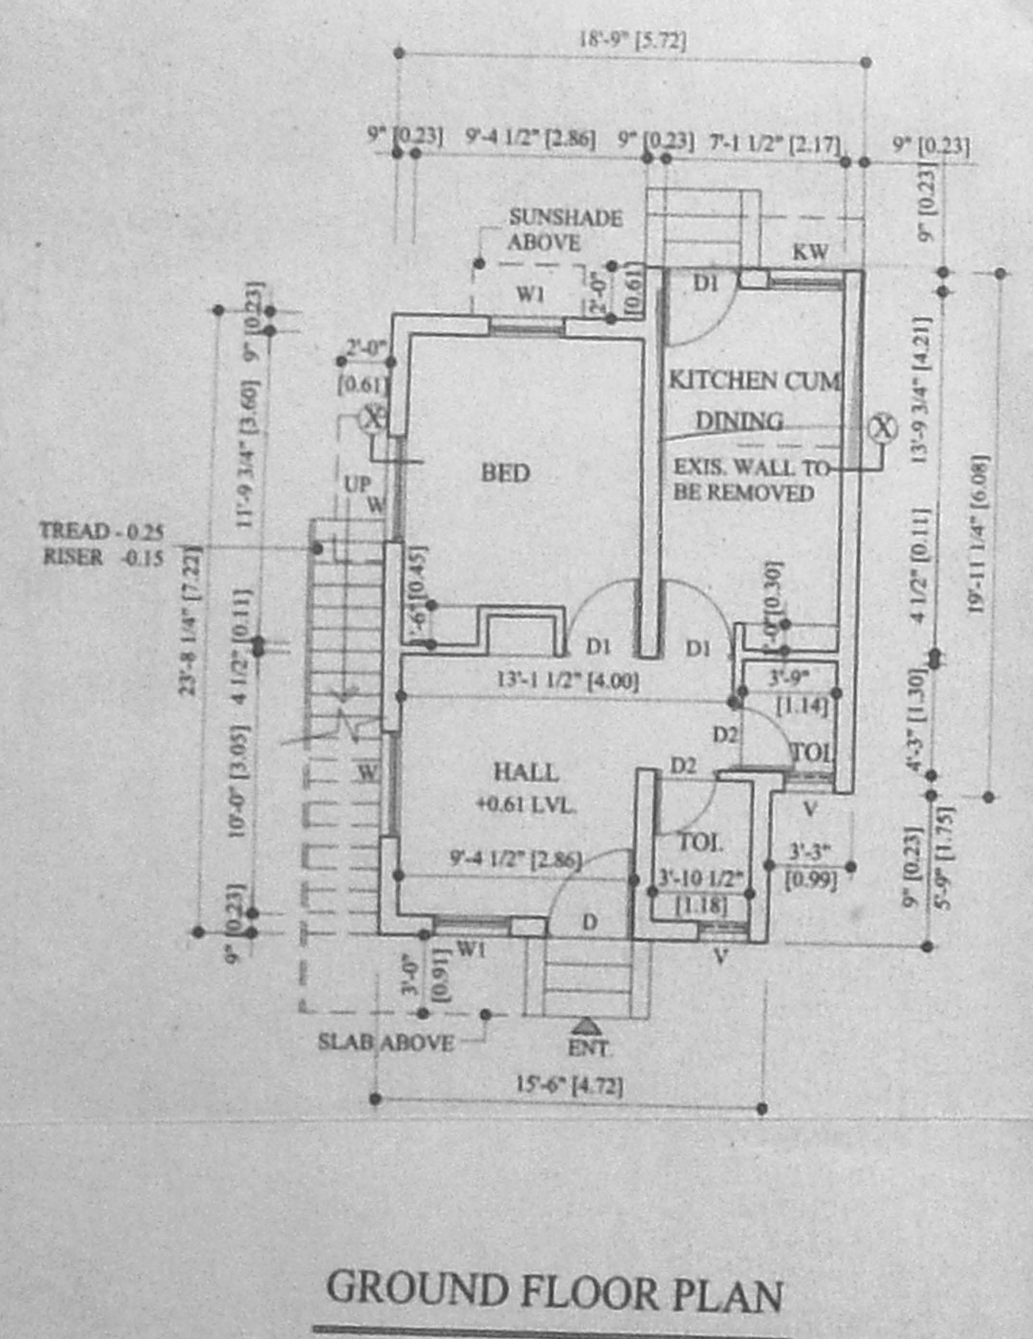 18'-9" [5.72]
9" [0.23] 9'-4 1/2" [2.86] 9" [0.23] 7'-1 1/2" [2.17] 9" [0.23]
9" [0.23]
SUNSHADE
ABOVE
KW
W1
2'-0"
[0.61]
D1
9" [0.23]
2'-0"
[0.61]
X
KITCHEN CUM
DINING
X
13'-9 3/4" [4.21]
11'-9 3/4" [3.60]
BED
EXIS. WALL TO
BE REMOVED
UP
W
TREAD - 0.25
RISER -0.15
[0.45]
[0.30]
4 1/2" [0.11]
19'-11 1/4" [6.08]
23'-8 1/4" [7.22]
4 1/2" [0.11]
D1
D1
13'-1 1/2" [4.00]
3'-9"
[1.14]
4'-3" [1.30]
D2
TOI.
10'-0" [3.05]
W
HALL
+0.61 LVL.
D2
V
TOI.
9'-4 1/2" [2.86]
3'-10 1/2"
[1.18]
3'-3"
[0.99]
9" [0.23]
5'-9" [1.75]
9" [0.23]
D
W1
V
3'-0"
[0.91]
SLAB ABOVE
ENT.
15'-6" [4.72]
GROUND FLOOR PLAN